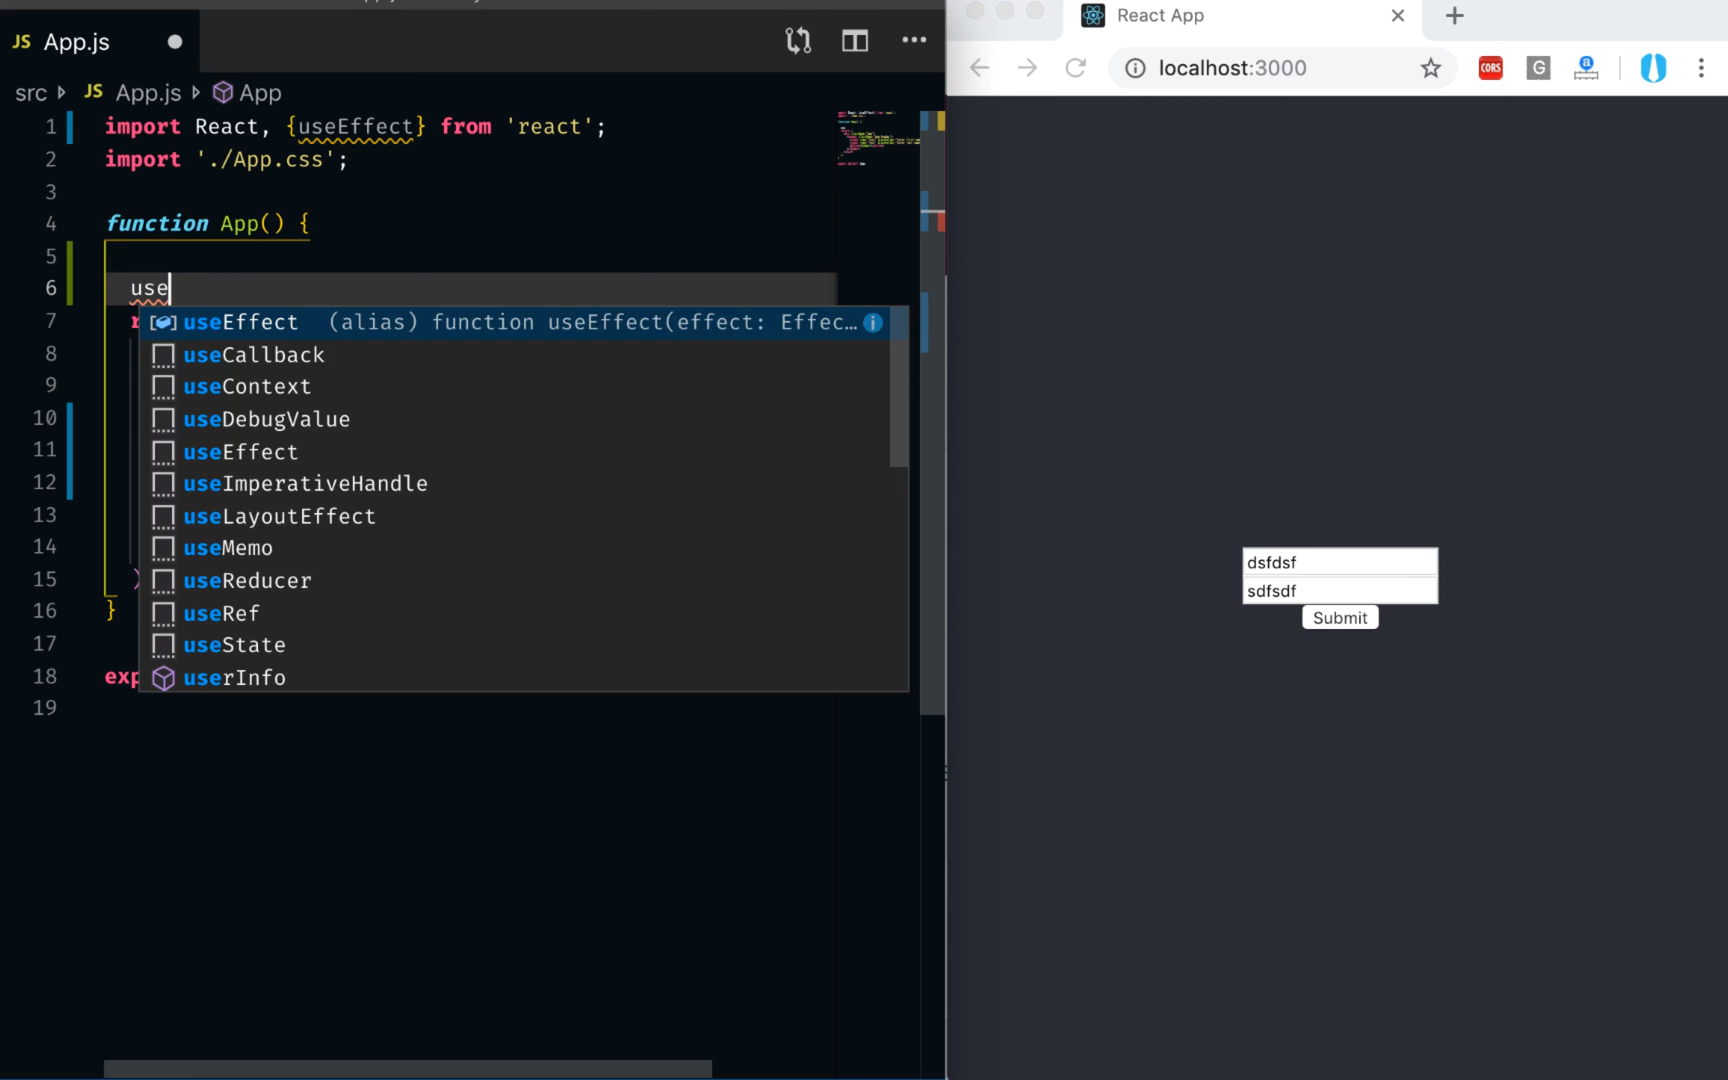 JS App.js
src JS App.js App
1 import React, {useEffect} from 'react';
2 import './App.css';
3
4 function App() {
5
6 use
7 r
useEffect (alias) function useEffect(effect: Effec...
8
useCallback
9
useContext
10
useDebugValue
11
useEffect
12
useImperativeHandle
13
useLayoutEffect
14
useMemo
15 )
useReducer
16 }
useRef
17
useState
18 exp
userInfo
19
React App
localhost:3000
CORS
G
a
dsfdsf
sdfsdf
Submit